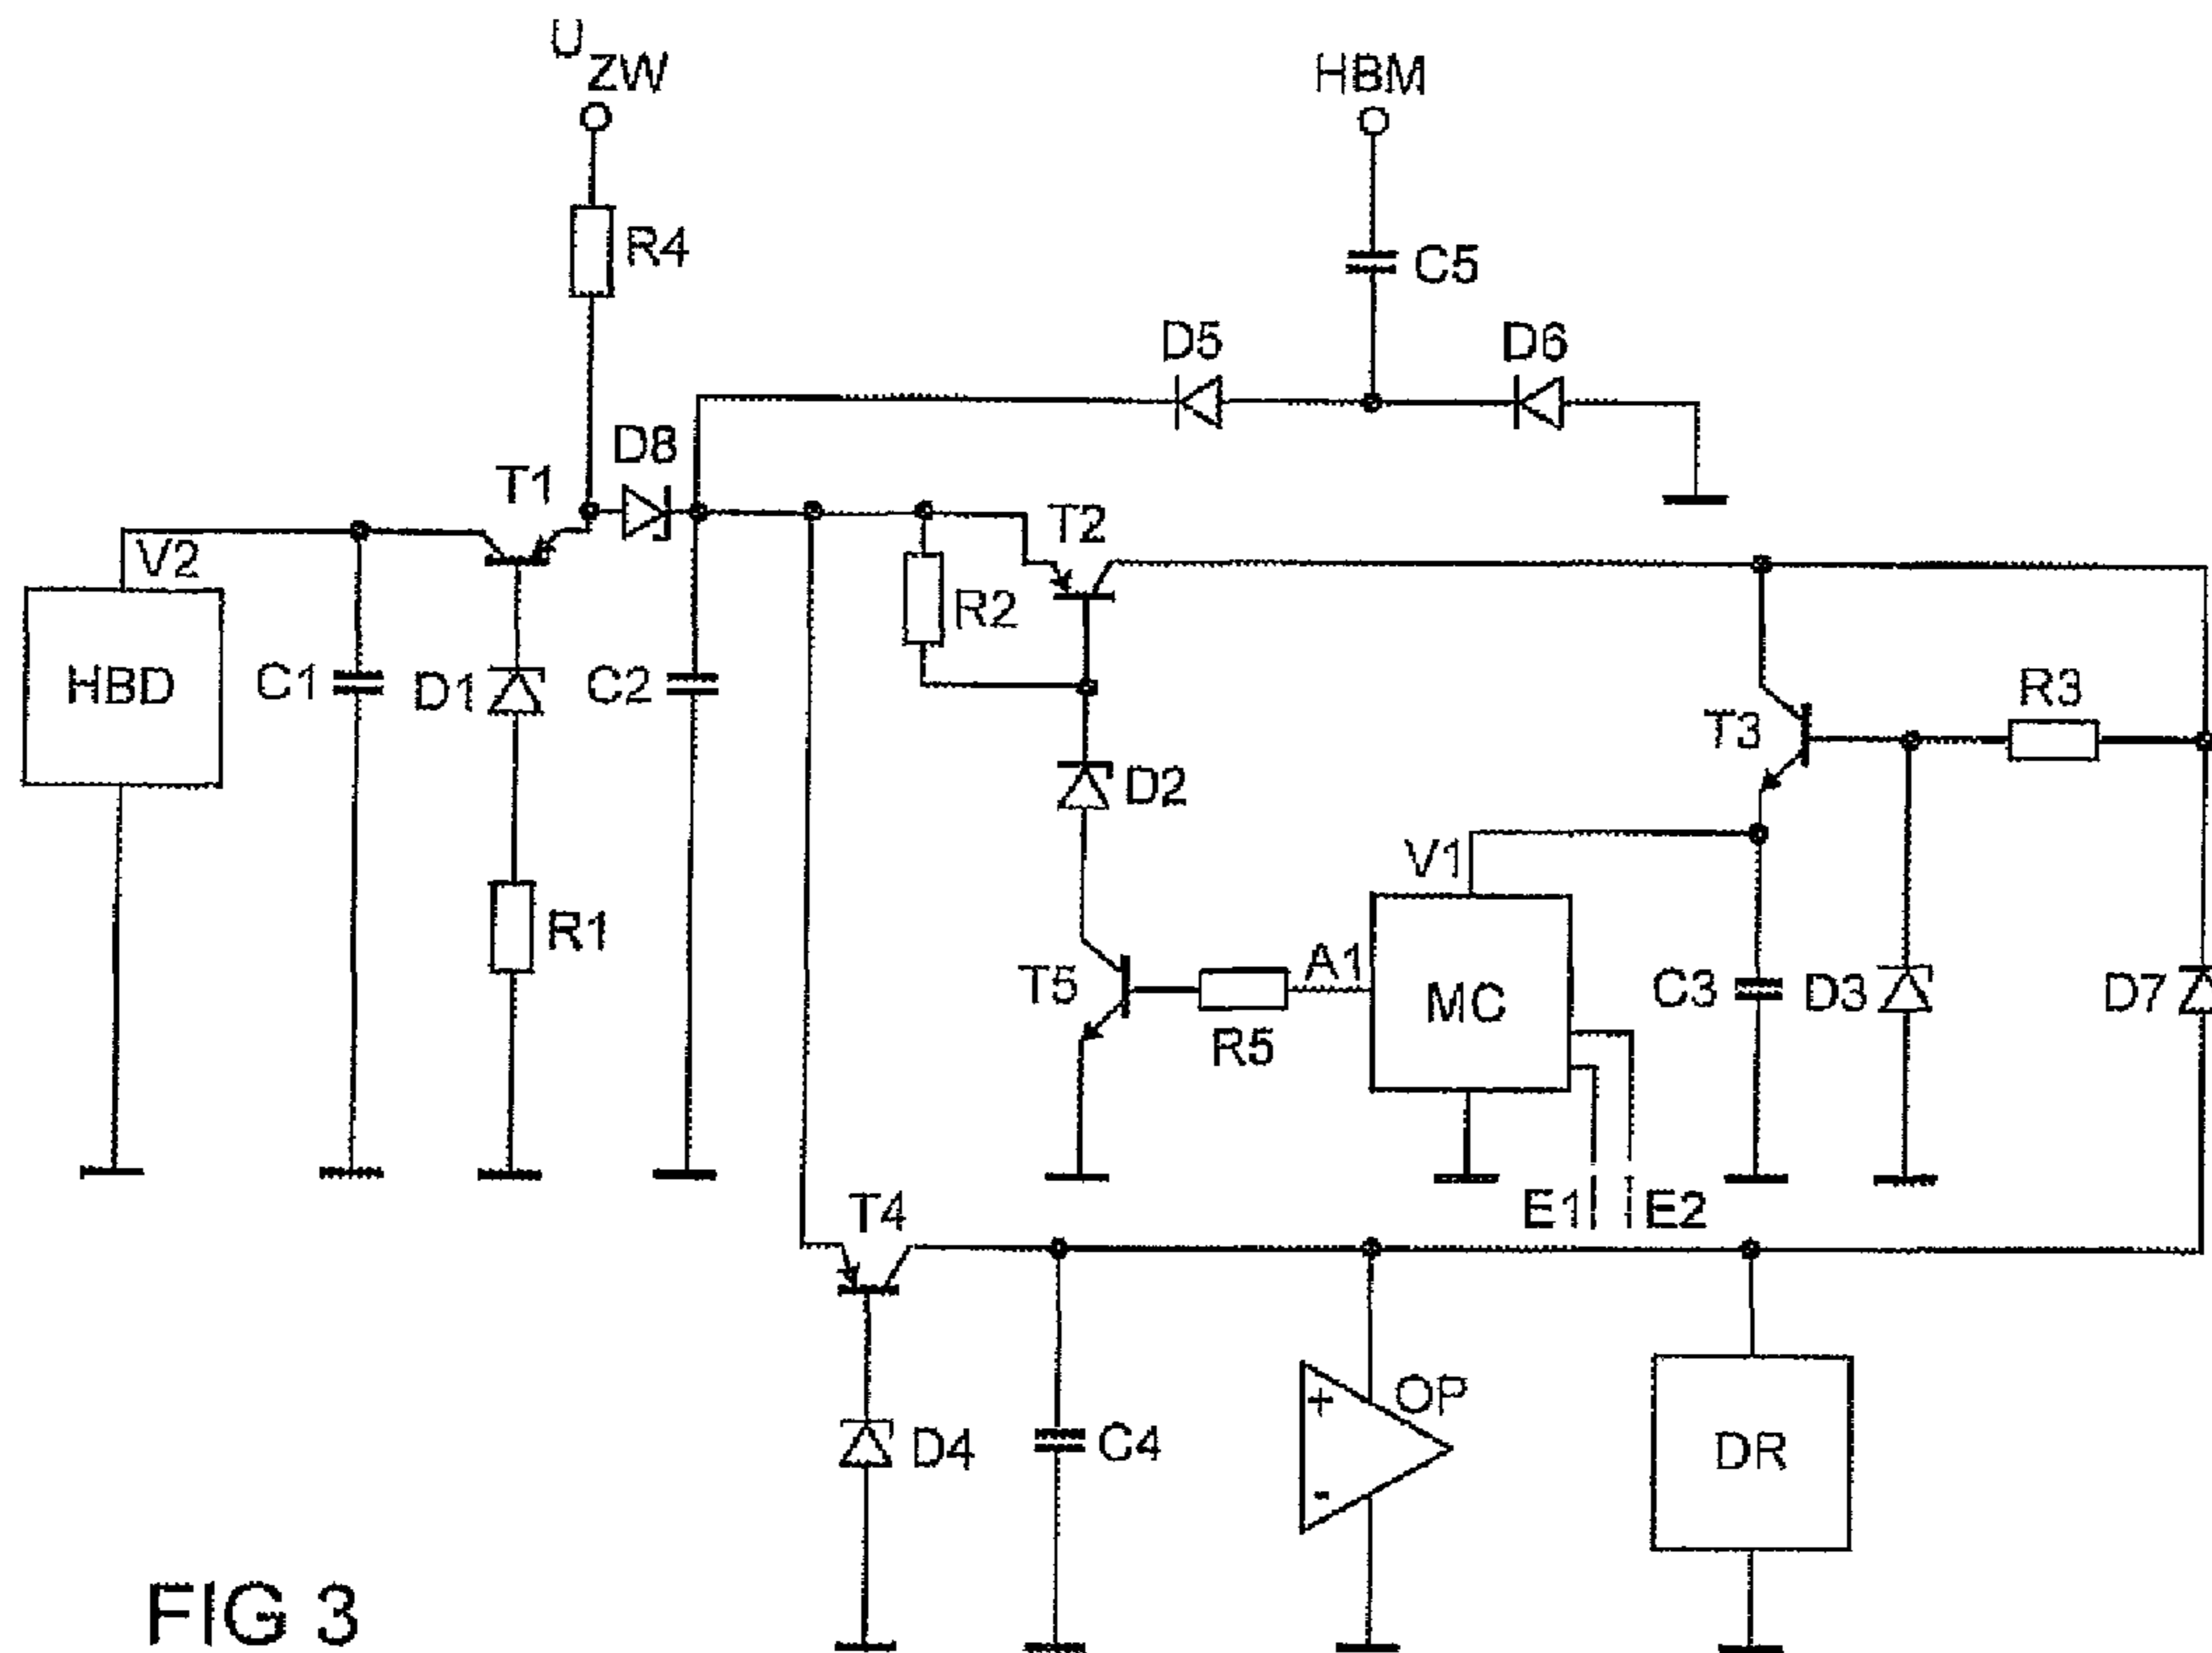 UZW
HBM
R4
C5
D5
D6
D8
T1
T2
V2
R2
HBD
C1
D1
C2
R3
T3
D2
V1
R1
A1
T5
MC
C3
D3
D7
R5
E1
E2
T4
+
OP
D4
C4
DR
-
FIG 3